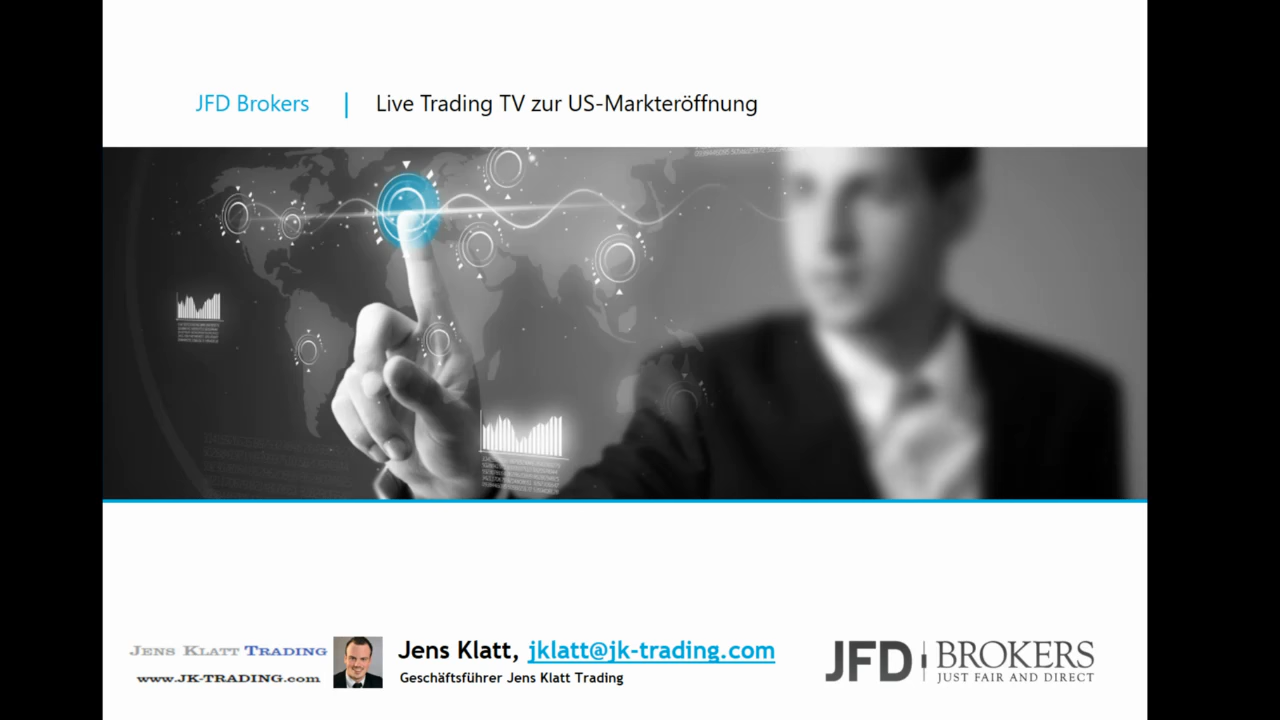 JFD Brokers | Live Trading TV zur US-Markteröffnung
JENS KLATT TRADING
www.JK-TRADING.com
Jens Klatt, jklatt@jk-trading.com
Geschäftsführer Jens Klatt Trading
JFD | BROKERS
JUST FAIR AND DIRECT